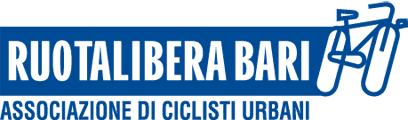 RUOTALIBERA BARI
ASSOCIAZIONE DI CICLISTI URBANI